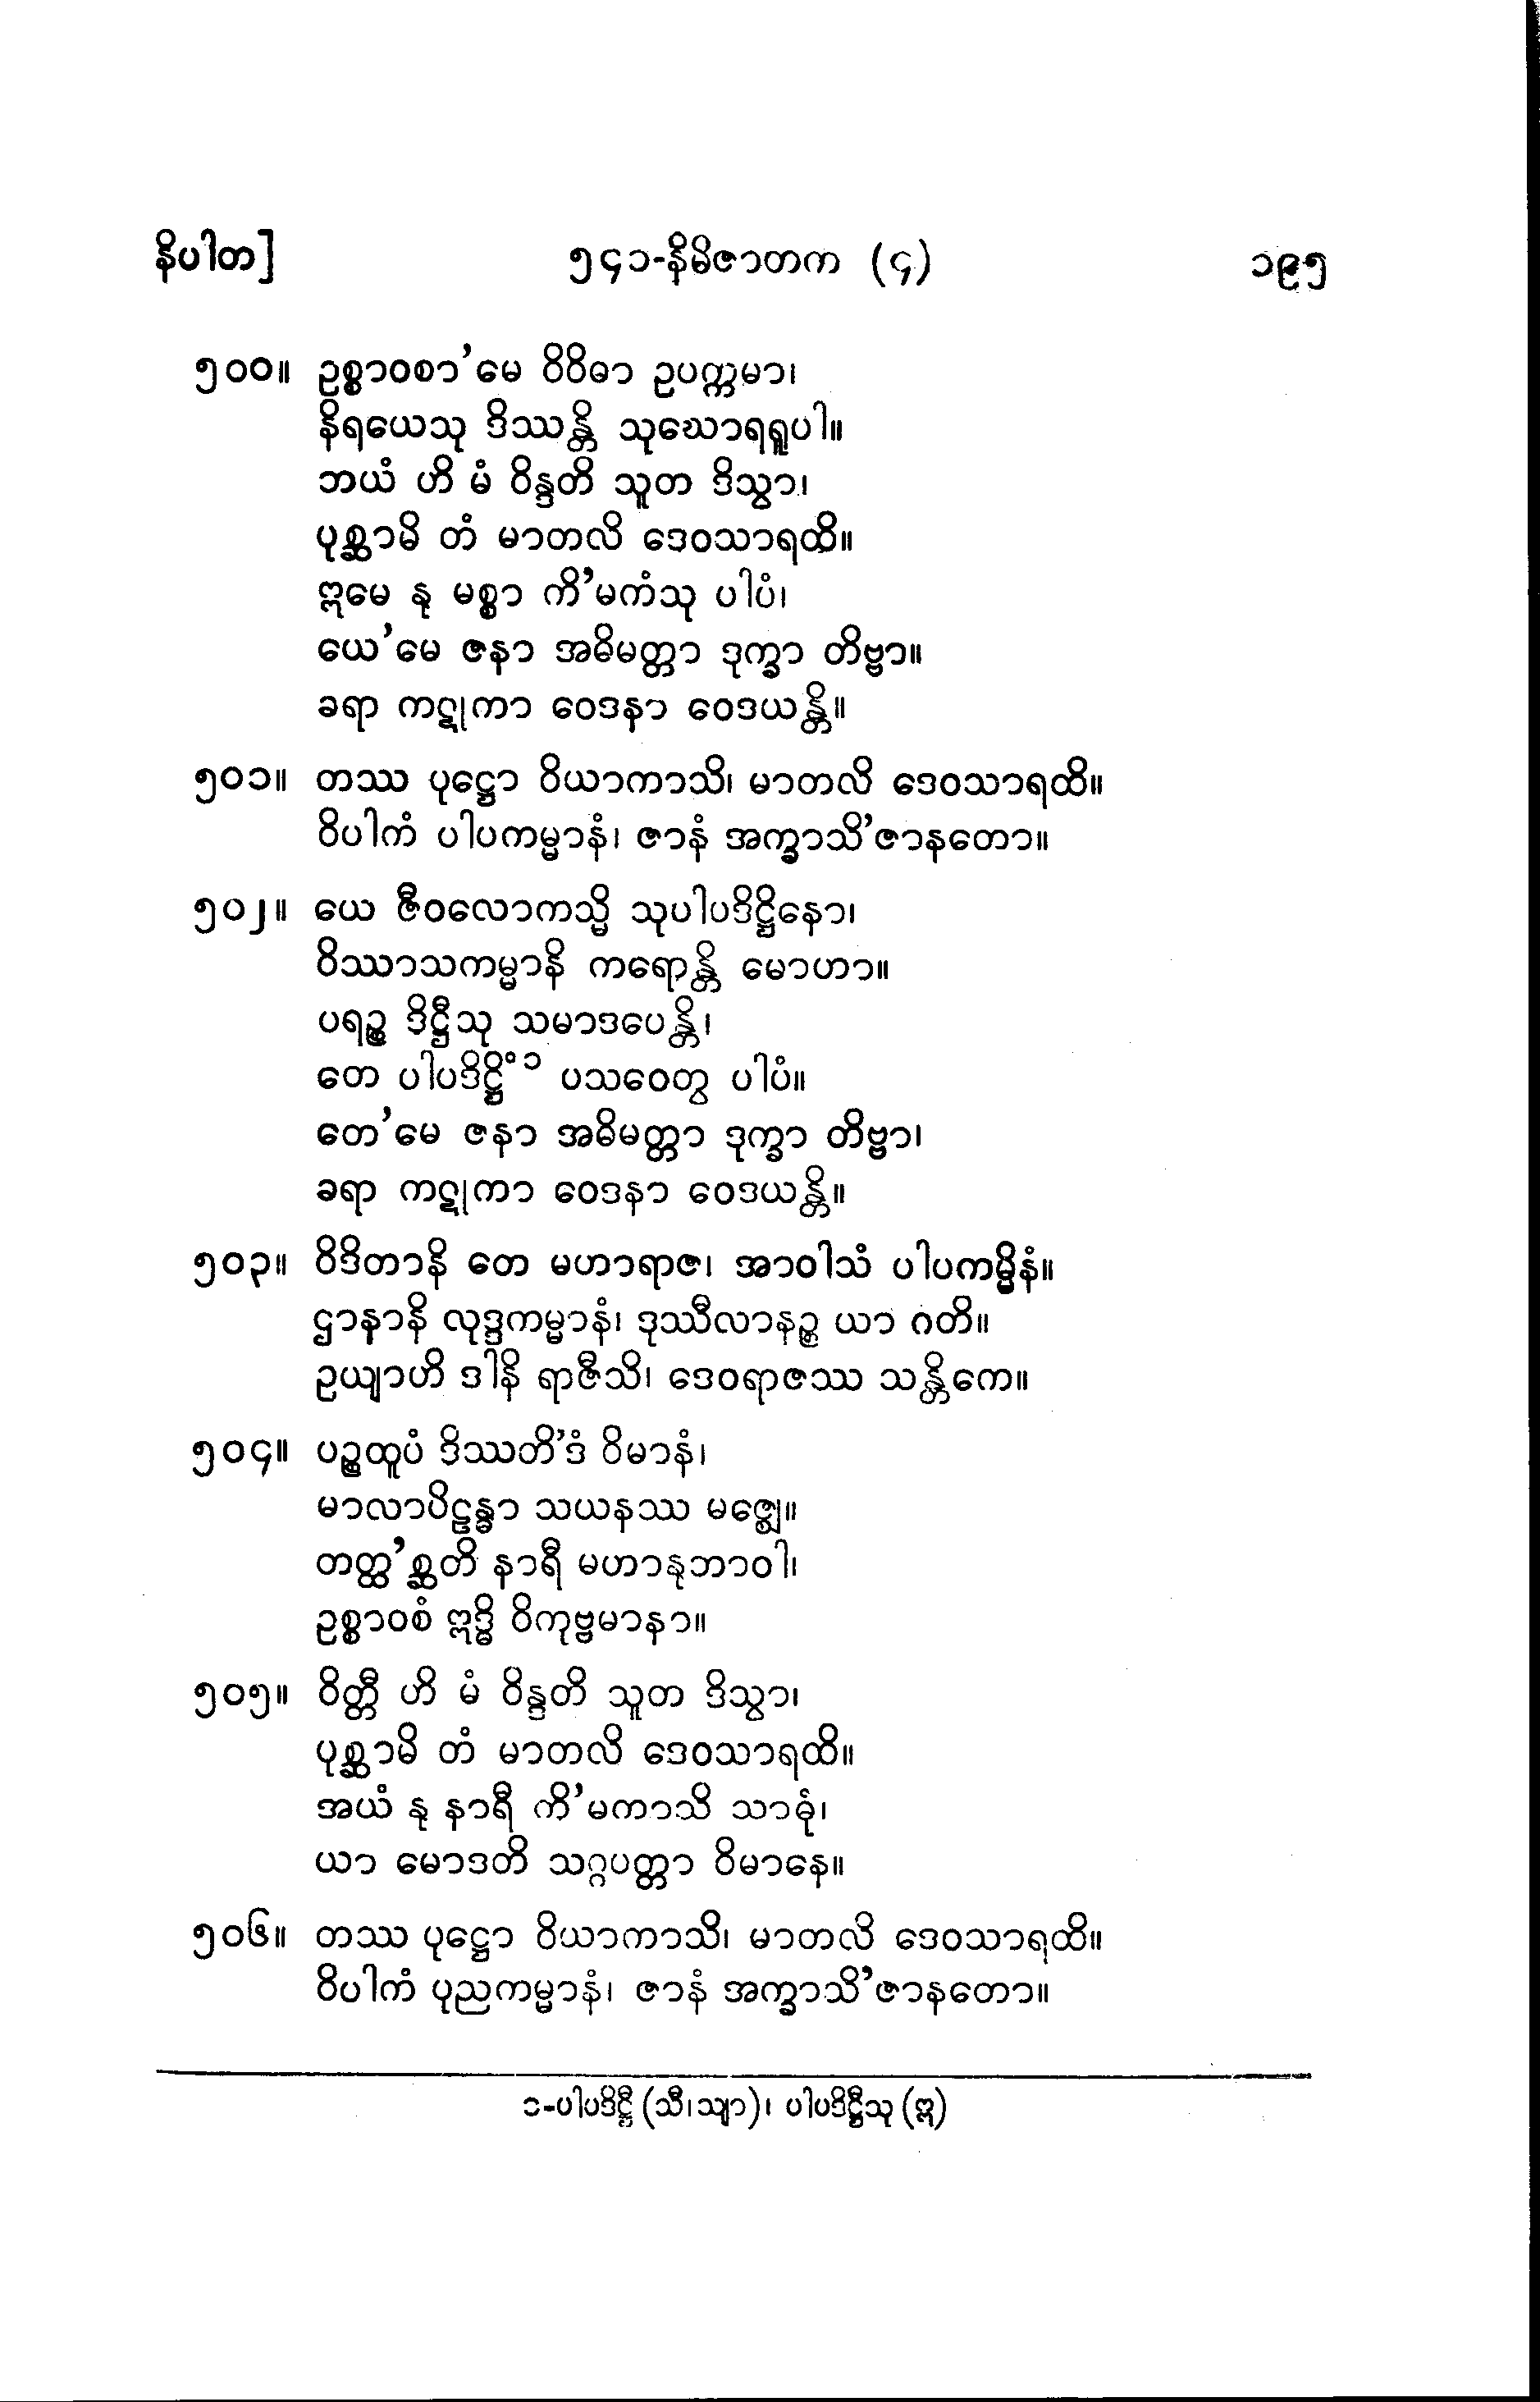 နိပါတ]
၅၄၁-နိမိဇာတက (၄)
၁၉၅
၅၀၀။ ဥစ္စာဝစာ’မေ ဝိဝိဓာ ဥပက္ကမာ၊
နိရယေသု ဒိဿန္တိ သုဃောရရူပါ။
ဘယံ ဟိ မံ ဝိန္ဒတိ သူတ ဒိသွာ၊
ပုစ္ဆာမိ တံ မာတလိ ဒေဝသာရထိ။
ဣမေ နု မစ္စာ ကိ’မကံသု ပါပံ၊
ယေ’မေ ဇနာ အဓိမတ္တာ ဒုက္ခာ တိဗ္ဗာ။
ခရာ ကဋုကာ ဝေဒနာ ဝေဒယန္တိ။
၅၀၁။ တဿ ပုဋ္ဌော ဝိယာကာသိ၊ မာတလိ ဒေဝသာရထိ။
ဝိပါကံ ပါပကမ္မာနံ၊ ဇာနံ အက္ခာသိ’ဇာနတော။
၅၀၂။ ယေ ဇီဝလောကသ္မိ သုပါပဒိဋ္ဌိနော၊
ဝိဿာသကမ္မာနိ ကရောန္တိ မောဟာ။
ပရဉ္စ ဒိဋ္ဌီသု သမာဒပေန္တိ၊
တေ ပါပဒိဋ္ဌိံ ၁ ပသဝေတွ ပါပံ။
တေ’မေ ဇနာ အဓိမတ္တာ ဒုက္ခာ တိဗ္ဗာ၊
ခရာ ကဋုကာ ဝေဒနာ ဝေဒယန္တိ။
၅၀၃။ ဝိဒိတာနိ တေ မဟာရာဇ၊ အာဝါသံ ပါပကမ္မိနံ။
ဌာနာနိ လုဒ္ဒကမ္မာနံ၊ ဒုဿီလာနဉ္စ ယာ ဂတိ။
ဥယျာဟိ ဒါနိ ရာဇီသိ၊ ဒေဝရာဇဿ သန္တိကေ။
၅၀၄။ ပဉ္စထူပံ ဒိဿတိ’ဒံ ဝိမာနံ၊
မာလာပိဠန္ဓာ သယနဿ မဇ္ဈေ။
တတ္ထ’စ္ဆတိ နာရီ မဟာနုဘာဝါ၊
ဥစ္စာဝစံ ဣဒ္ဓိ ဝိကုဗ္ဗမာနာ။
၅၀၅။ ဝိတ္တီ ဟိ မံ ဝိန္ဒတိ သူတ ဒိသွာ၊
ပုစ္ဆာမိ တံ မာတလိ ဒေဝသာရထိ။
အယံ နု နာရီ ကိ’မကာသိ သာဓုံ၊
ယာ မောဒတိ သဂ္ဂပတ္တာ ဝိမာနေ။
၅၀၆။ တဿ ပုဋ္ဌော ဝိယာကာသိ၊ မာတလိ ဒေဝသာရထိ။
ဝိပါကံ ပုညကမ္မာနံ၊ ဇာနံ အက္ခာသိ’ဇာနတော။
၁-ပါပဒိဋ္ဌီ (သီ၊သျာ)၊ ပါပဒိဋ္ဌီသု (ဣ)